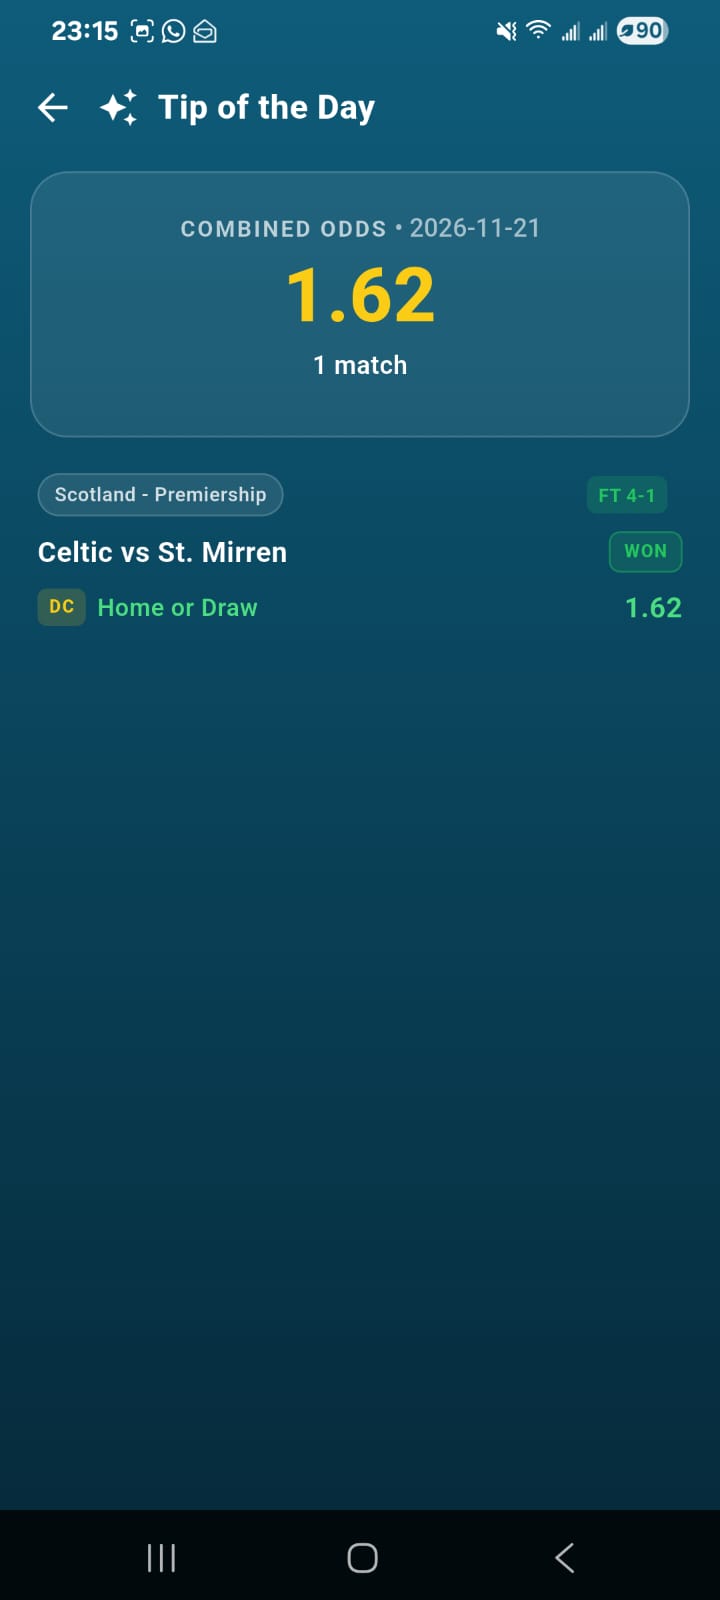 23:15
90
Tip of the Day
COMBINED ODDS • 2026-11-21
1.62
1 match
Scotland - Premiership
FT 4-1
Celtic vs St. Mirren
WON
DC Home or Draw
1.62